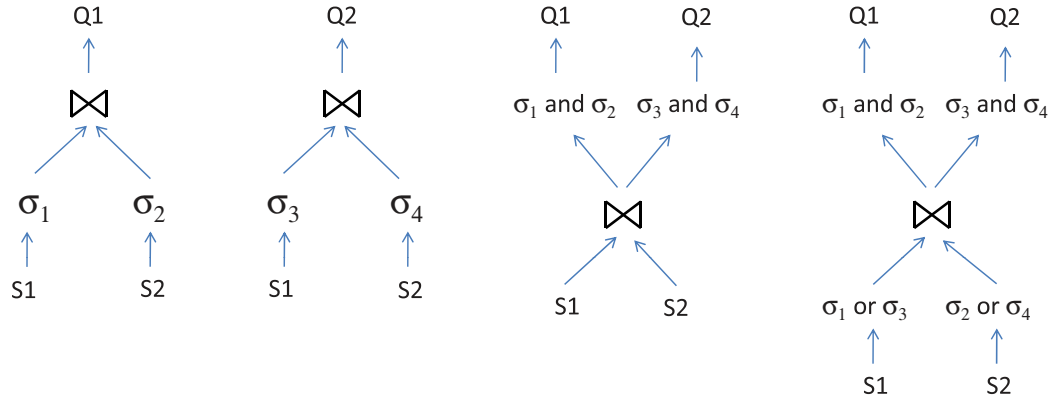 Q1 Q2 Q1 Q2 Q1 Q2
⋈ ⋈ σ₁ and σ₂ σ₃ and σ₄ σ₁ and σ₂ σ₃ and σ₄
σ₁ σ₂ σ₃ σ₄ ⋈ ⋈
S1 S2 S1 S2 S1 S2 σ₁ or σ₃ σ₂ or σ₄
S1 S2